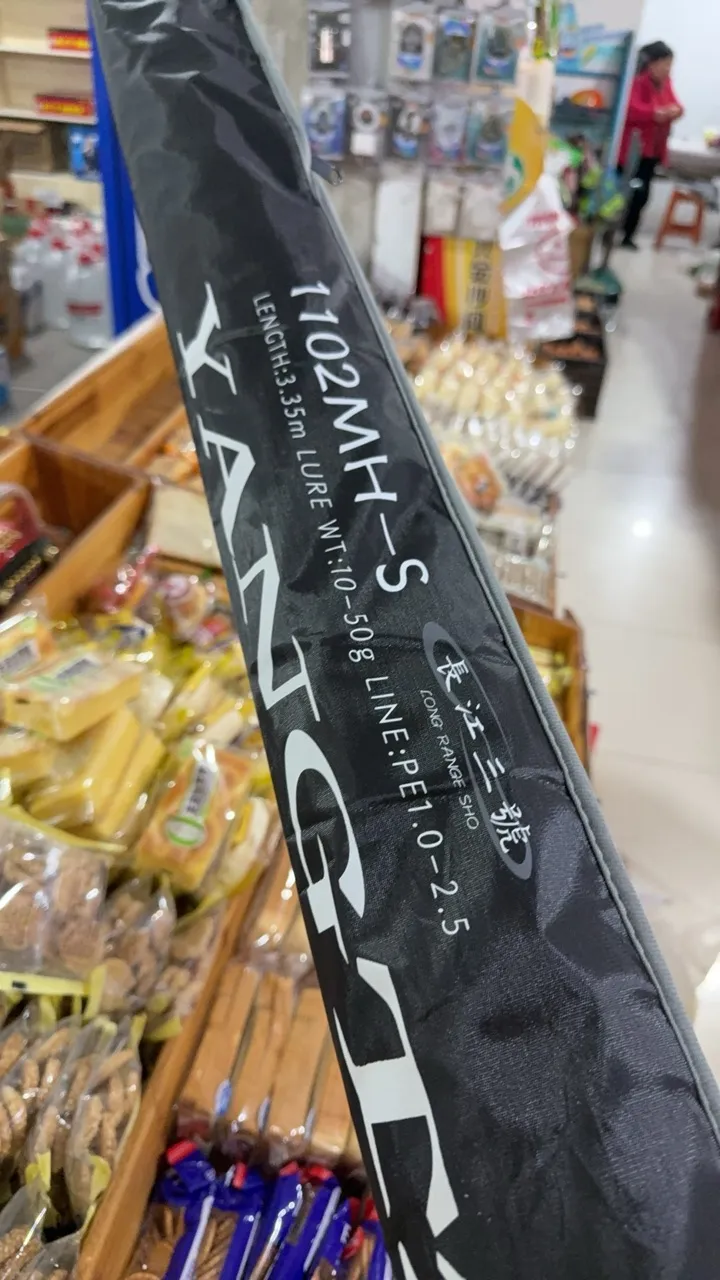 1102MH-S
LENGTH:3.35m LURE WT:10-50g LINE:PE1.0-2.5
長江三號
LONG RANGE SHO
YANGT